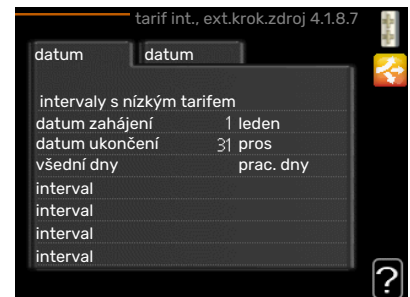 tarif int., ext.krok.zdroj 4.1.8.7
datum datum
intervaly s nízkým tarifem
datum zahájení 1 leden
datum ukončení 31 pros
všední dny prac. dny
interval
interval
interval
interval
?